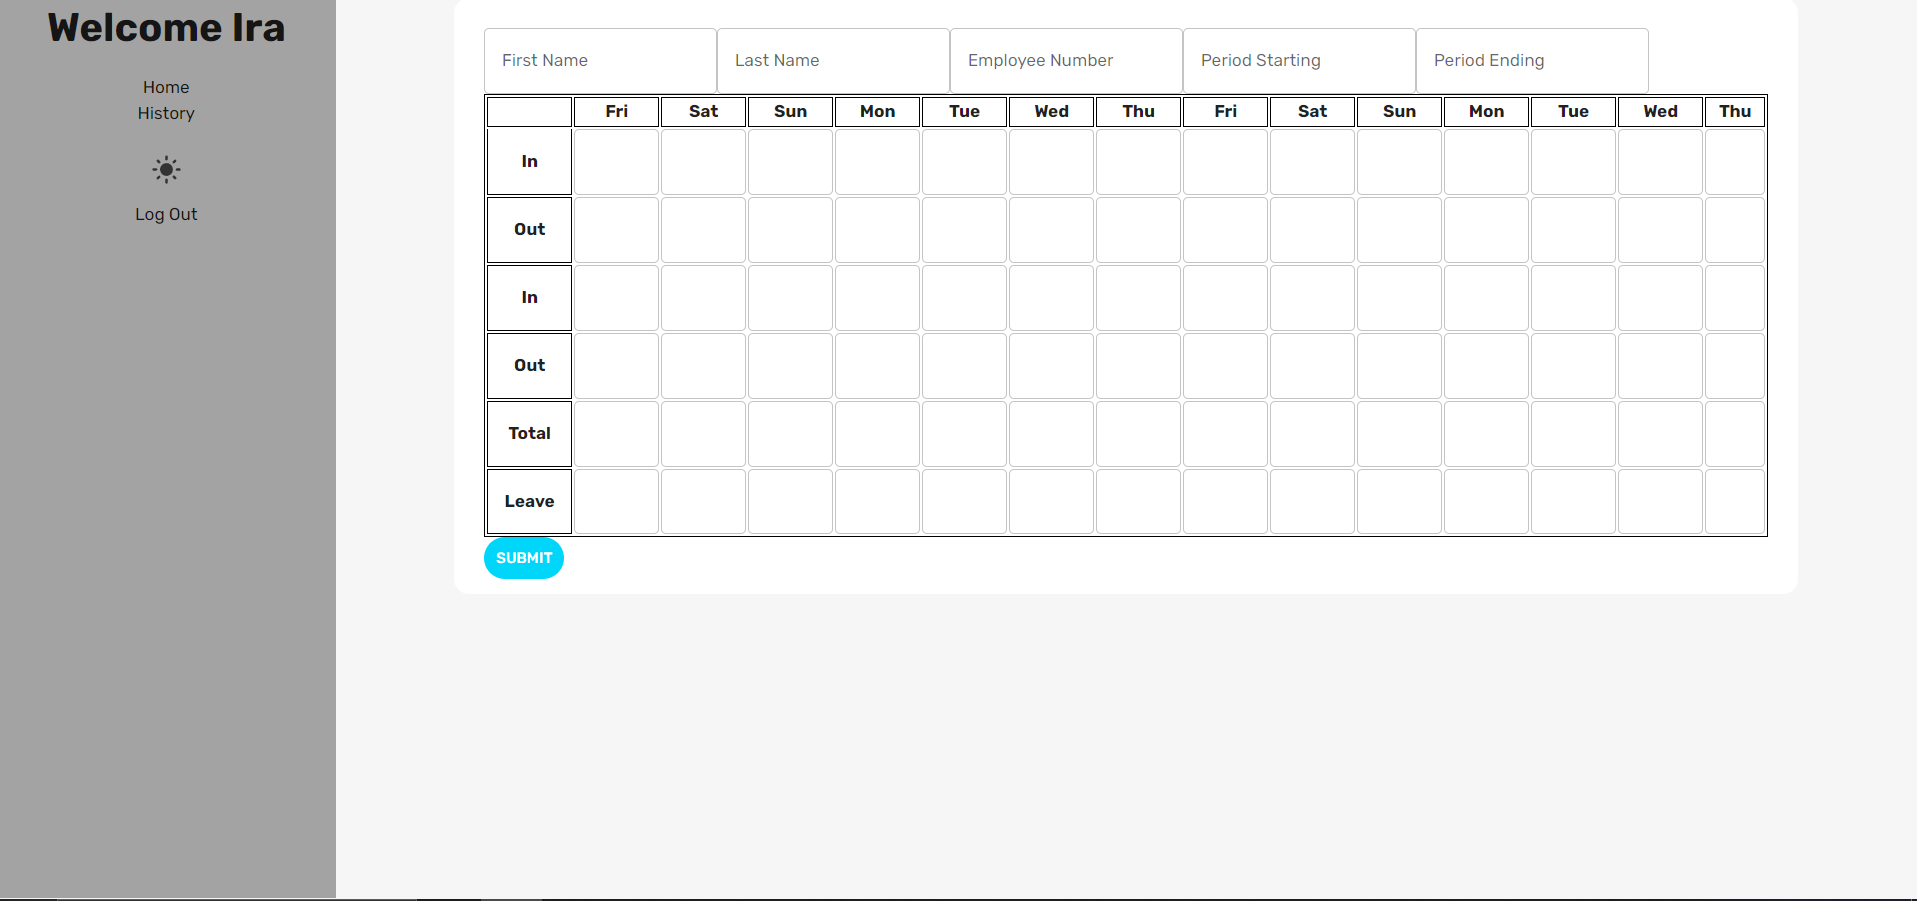 Welcome Ira
Home
History
Log Out
First Name Last Name Employee Number Period Starting Period Ending
Fri Sat Sun Mon Tue Wed Thu Fri Sat Sun Mon Tue Wed Thu
In
Out
In
Out
Total
Leave
SUBMIT